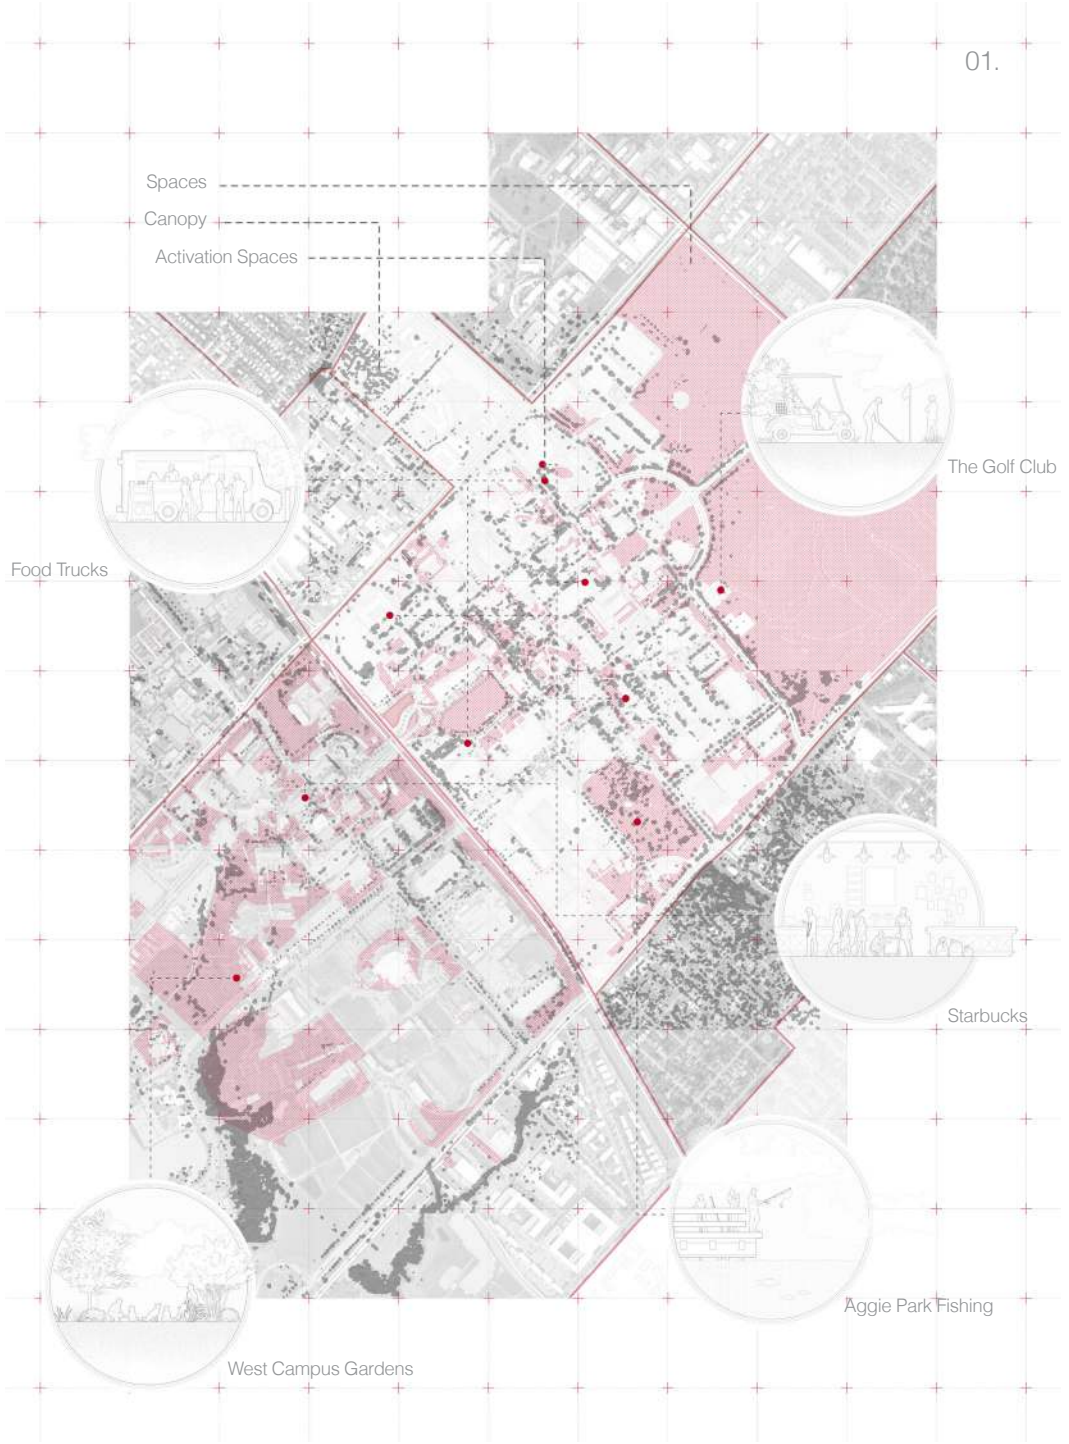 01.
Spaces
Canopy
Activation Spaces
The Golf Club
Food Trucks
Starbucks
Aggie Park Fishing
West Campus Gardens